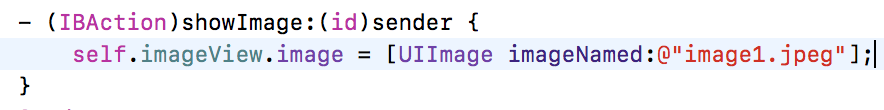 - (IBAction)showImage:(id)sender {
    self.imageView.image = [UIImage imageNamed:@"image1.jpeg"];
}